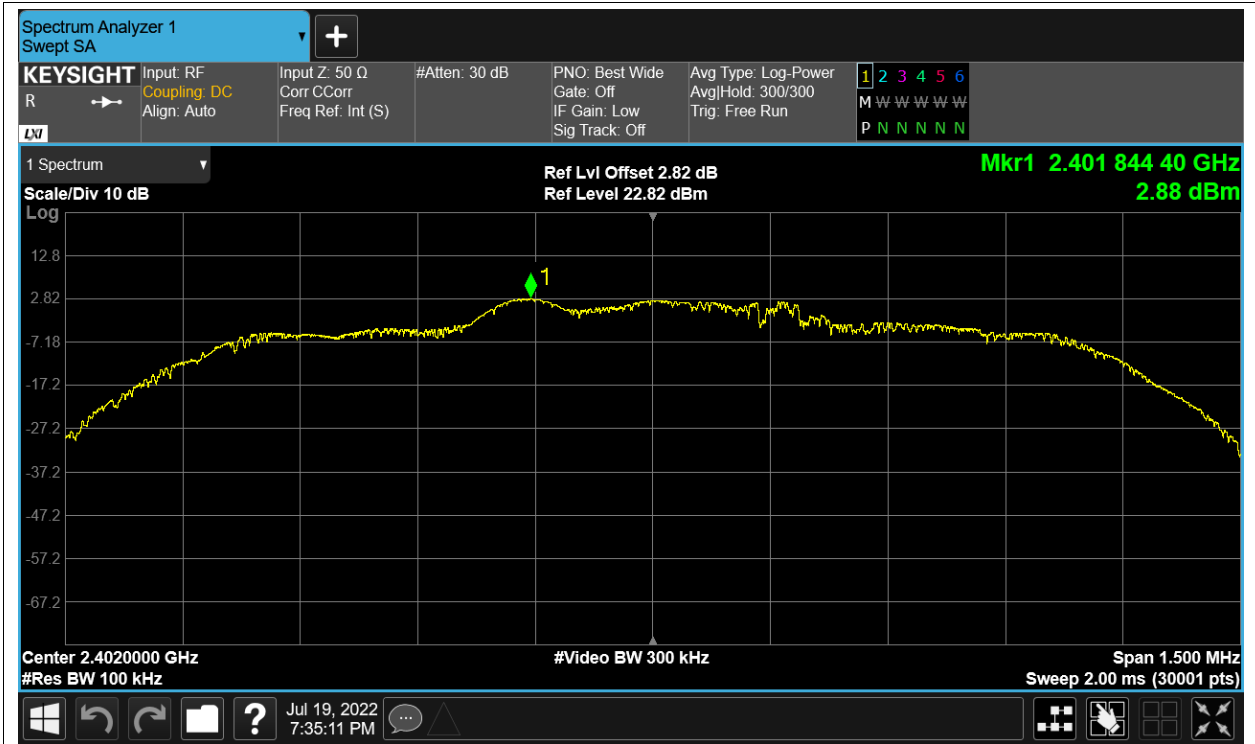 Spectrum Analyzer 1
Swept SA
KEYSIGHT
R
LXI
Input: RF
Coupling: DC
Align: Auto
Input Z: 50 Ω
Corr CCorr
Freq Ref: Int (S)
#Atten: 30 dB
PNO: Best Wide
Gate: Off
IF Gain: Low
Sig Track: Off
Avg Type: Log-Power
Avg|Hold: 300/300
Trig: Free Run
1 2 3 4 5 6
M W W W W W
P N N N N N
1 Spectrum
Scale/Div 10 dB
Log
Ref Lvl Offset 2.82 dB
Ref Level 22.82 dBm
Mkr1 2.401 844 40 GHz
2.88 dBm
12.8
1
2.82
-7.18
-17.2
-27.2
-37.2
-47.2
-57.2
-67.2
Center 2.4020000 GHz
#Video BW 300 kHz
Span 1.500 MHz
#Res BW 100 kHz
Sweep 2.00 ms (30001 pts)
?
Jul 19, 2022
7:35:11 PM